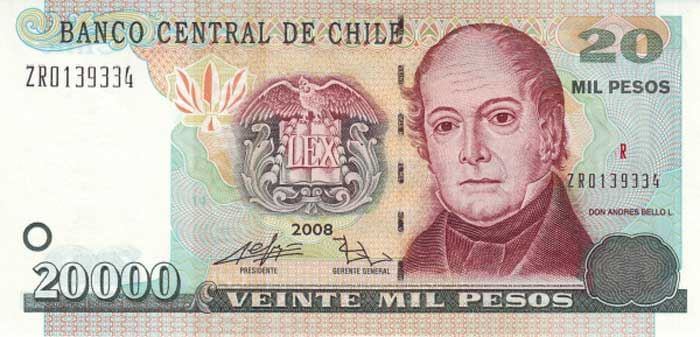 BANCO CENTRAL DE CHILE
20
MIL PESOS
ZR0139334
LEX
R
ZR0139334
DON ANDRES BELLO L.
2008
PRESIDENTE
GERENTE GENERAL
20000
VEINTE MIL PESOS